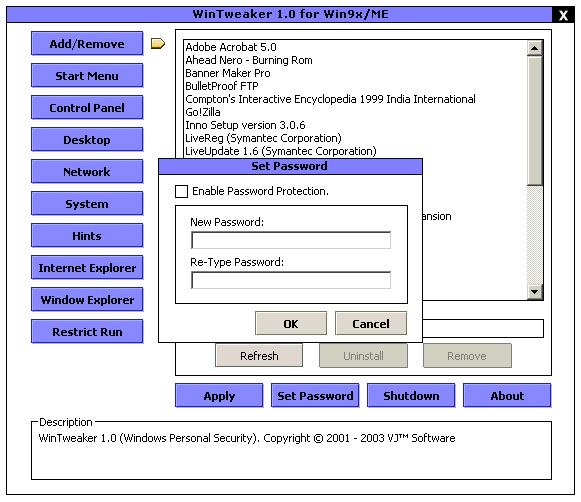 WinTweaker 1.0 for Win9x/ME
X
Add/Remove
Start Menu
Control Panel
Desktop
Network
System
Hints
Internet Explorer
Window Explorer
Restrict Run
Adobe Acrobat 5.0
Ahead Nero - Burning Rom
Banner Maker Pro
BulletProof FTP
Compton's Interactive Encyclopedia 1999 India International
Go!Zilla
Inno Setup version 3.0.6
LiveReg (Symantec Corporation)
LiveUpdate 1.6 (Symantec Corporation)
ansion
Set Password
Enable Password Protection.
New Password:
Re-Type Password:
OK Cancel
Refresh Uninstall Remove
Apply Set Password Shutdown About
Description
WinTweaker 1.0 (Windows Personal Security). Copyright © 2001 - 2003 VJ™ Software